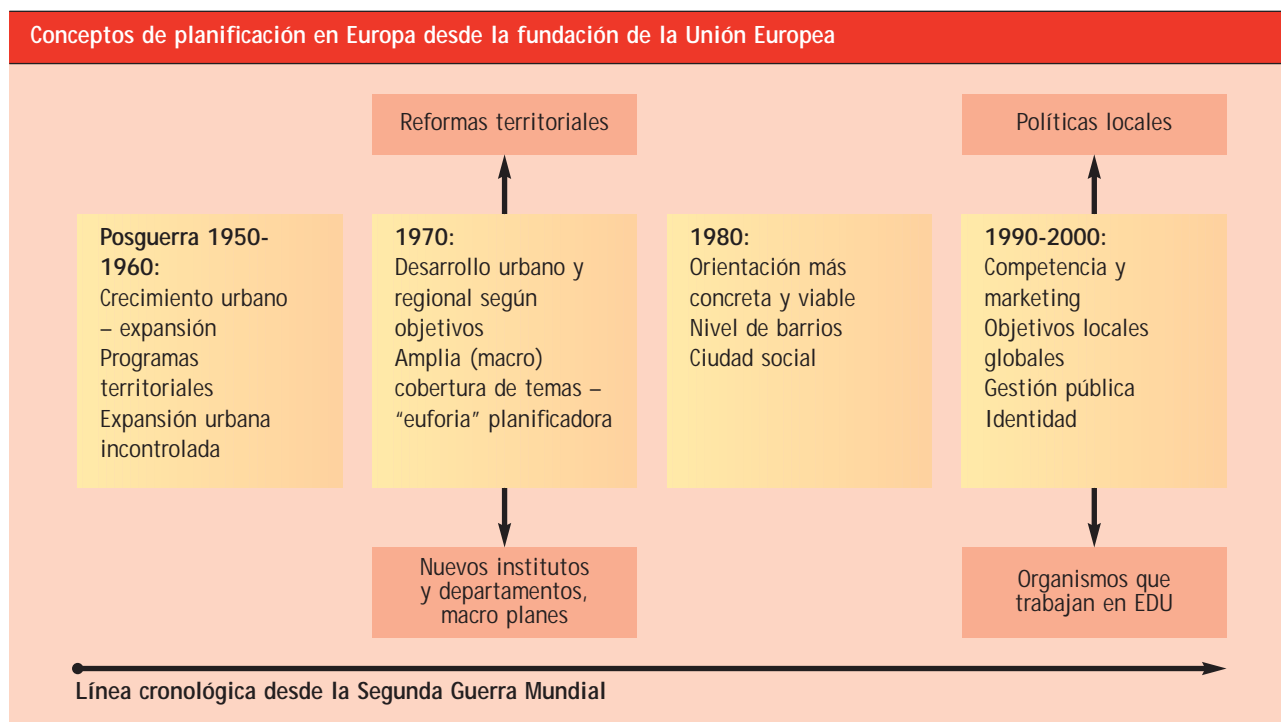 Conceptos de planificación en Europa desde la fundación de la Unión Europea
Reformas territoriales
Políticas locales
Posguerra 1950-
1960:
Crecimiento urbano
– expansión
Programas
territoriales
Expansión urbana
incontrolada
1970:
Desarrollo urbano y
regional según
objetivos
Amplia (macro)
cobertura de temas –
“euforia” planificadora
1980:
Orientación más
concreta y viable
Nivel de barrios
Ciudad social
1990-2000:
Competencia y
marketing
Objetivos locales
globales
Gestión pública
Identidad
Nuevos institutos
y departamentos,
macro planes
Organismos que
trabajan en EDU
Línea cronológica desde la Segunda Guerra Mundial